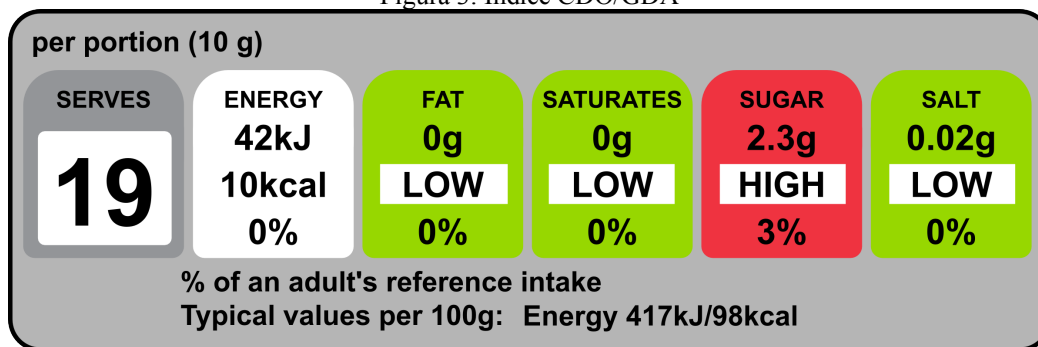 Figura 3: Índice CDO/GDA
per portion (10 g)
SERVES
19
ENERGY
42kJ
10kcal
0%
FAT
0g
LOW
0%
SATURATES
0g
LOW
0%
SUGAR
2.3g
HIGH
3%
SALT
0.02g
LOW
0%
% of an adult's reference intake
Typical values per 100g: Energy 417kJ/98kcal